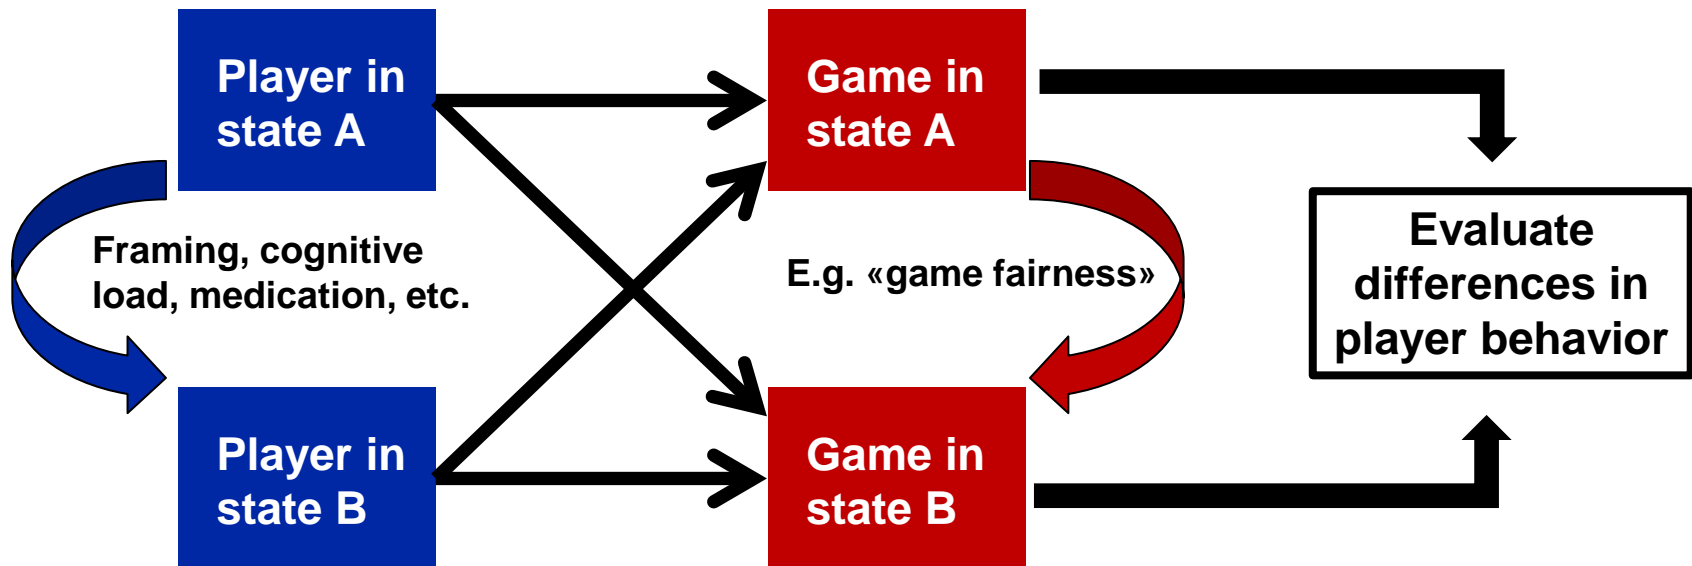 Player in
state A
Game in
state A
Framing, cognitive
load, medication, etc.
E.g. «game fairness»
Evaluate
differences in
player behavior
Player in
state B
Game in
state B